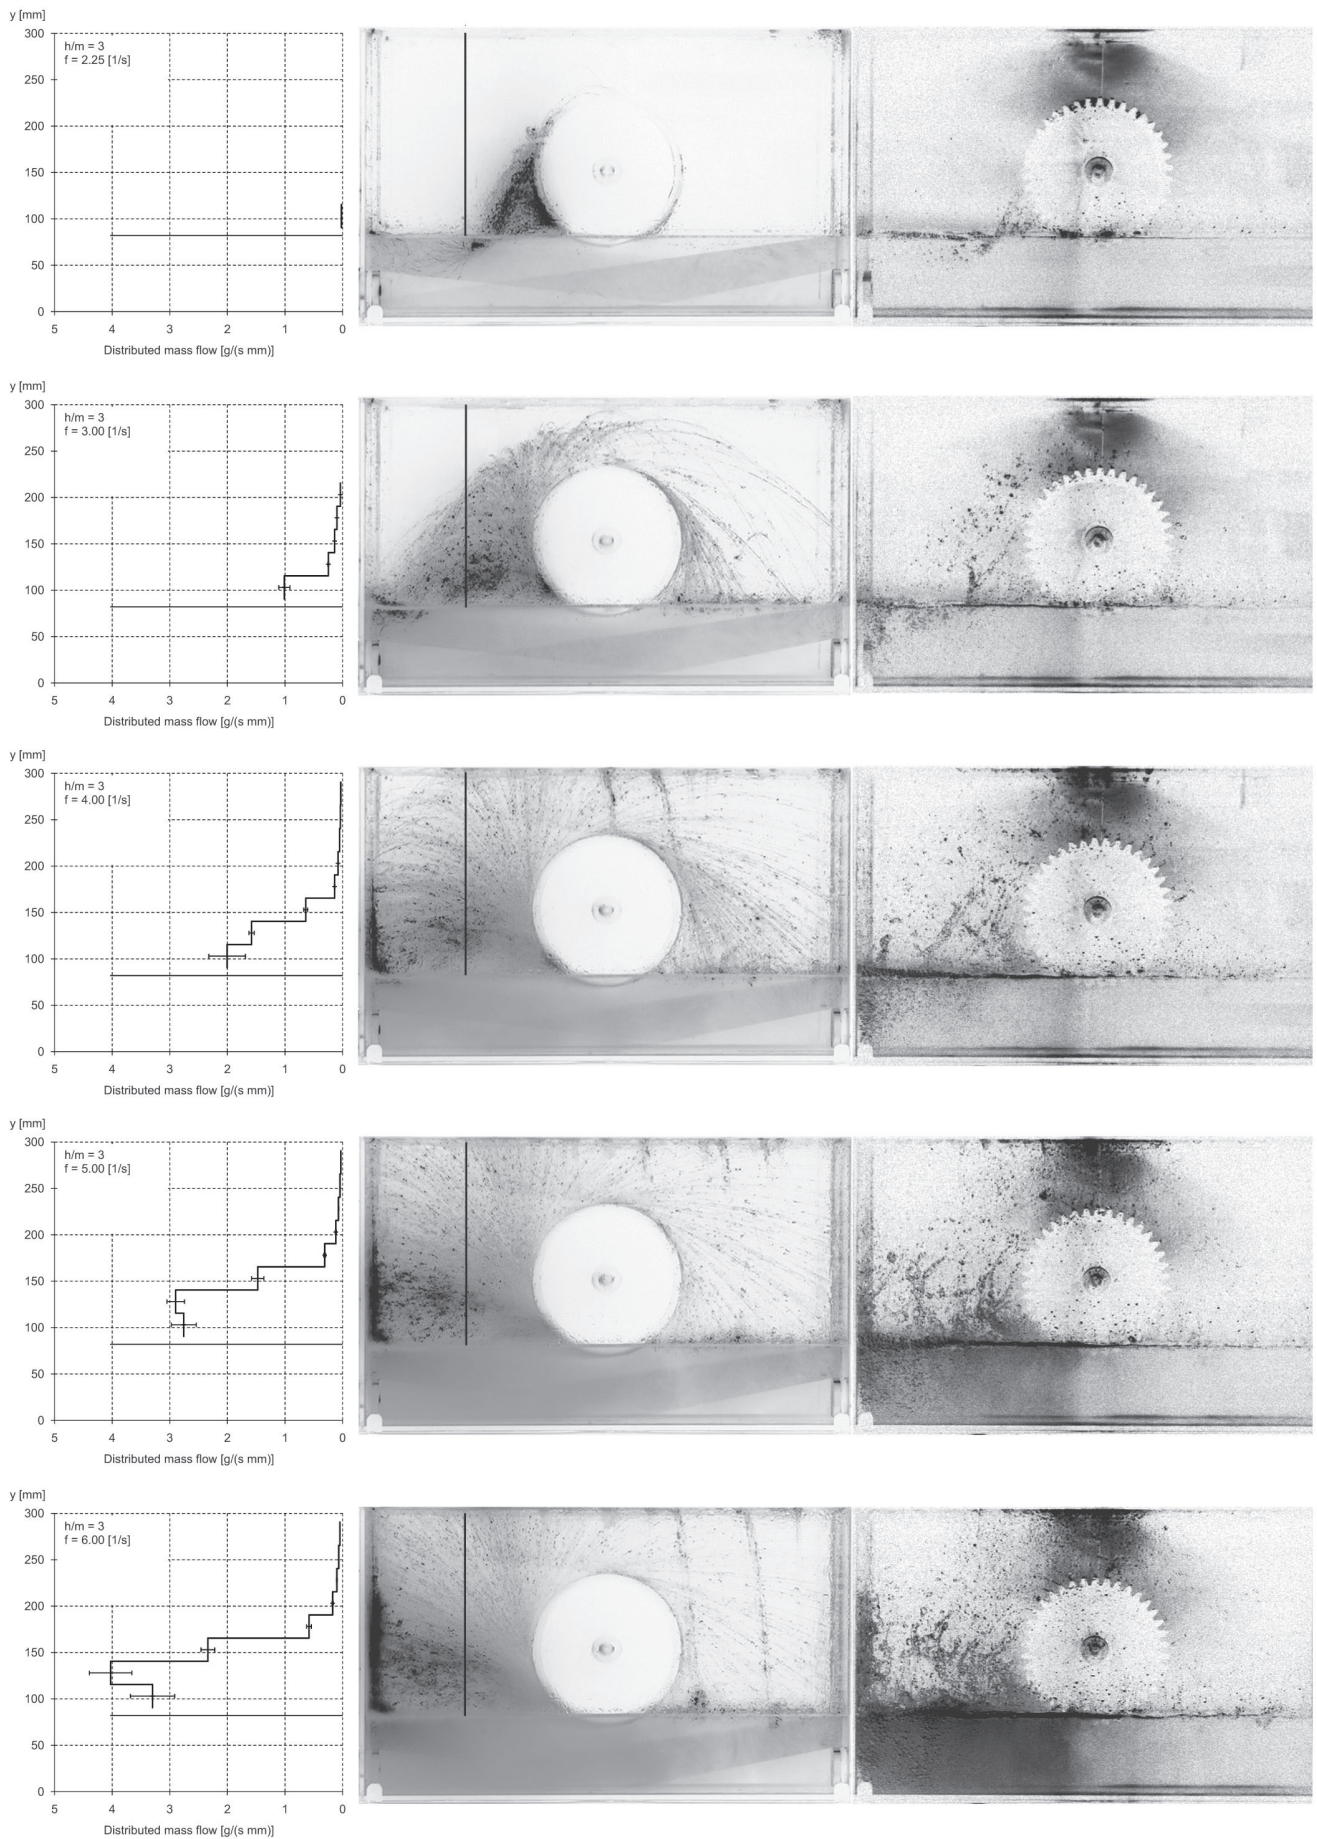 y [mm]
300
h/m = 3
f = 2.25 [1/s]
250
200
150
100
50
0
5 4 3 2 1 0
Distributed mass flow [g/(s mm)]
y [mm]
300
h/m = 3
f = 3.00 [1/s]
250
200
150
100
50
0
5 4 3 2 1 0
Distributed mass flow [g/(s mm)]
y [mm]
300
h/m = 3
f = 4.00 [1/s]
250
200
150
100
50
0
5 4 3 2 1 0
Distributed mass flow [g/(s mm)]
y [mm]
300
h/m = 3
f = 5.00 [1/s]
250
200
150
100
50
0
5 4 3 2 1 0
Distributed mass flow [g/(s mm)]
y [mm]
300
h/m = 3
f = 6.00 [1/s]
250
200
150
100
50
0
5 4 3 2 1 0
Distributed mass flow [g/(s mm)]